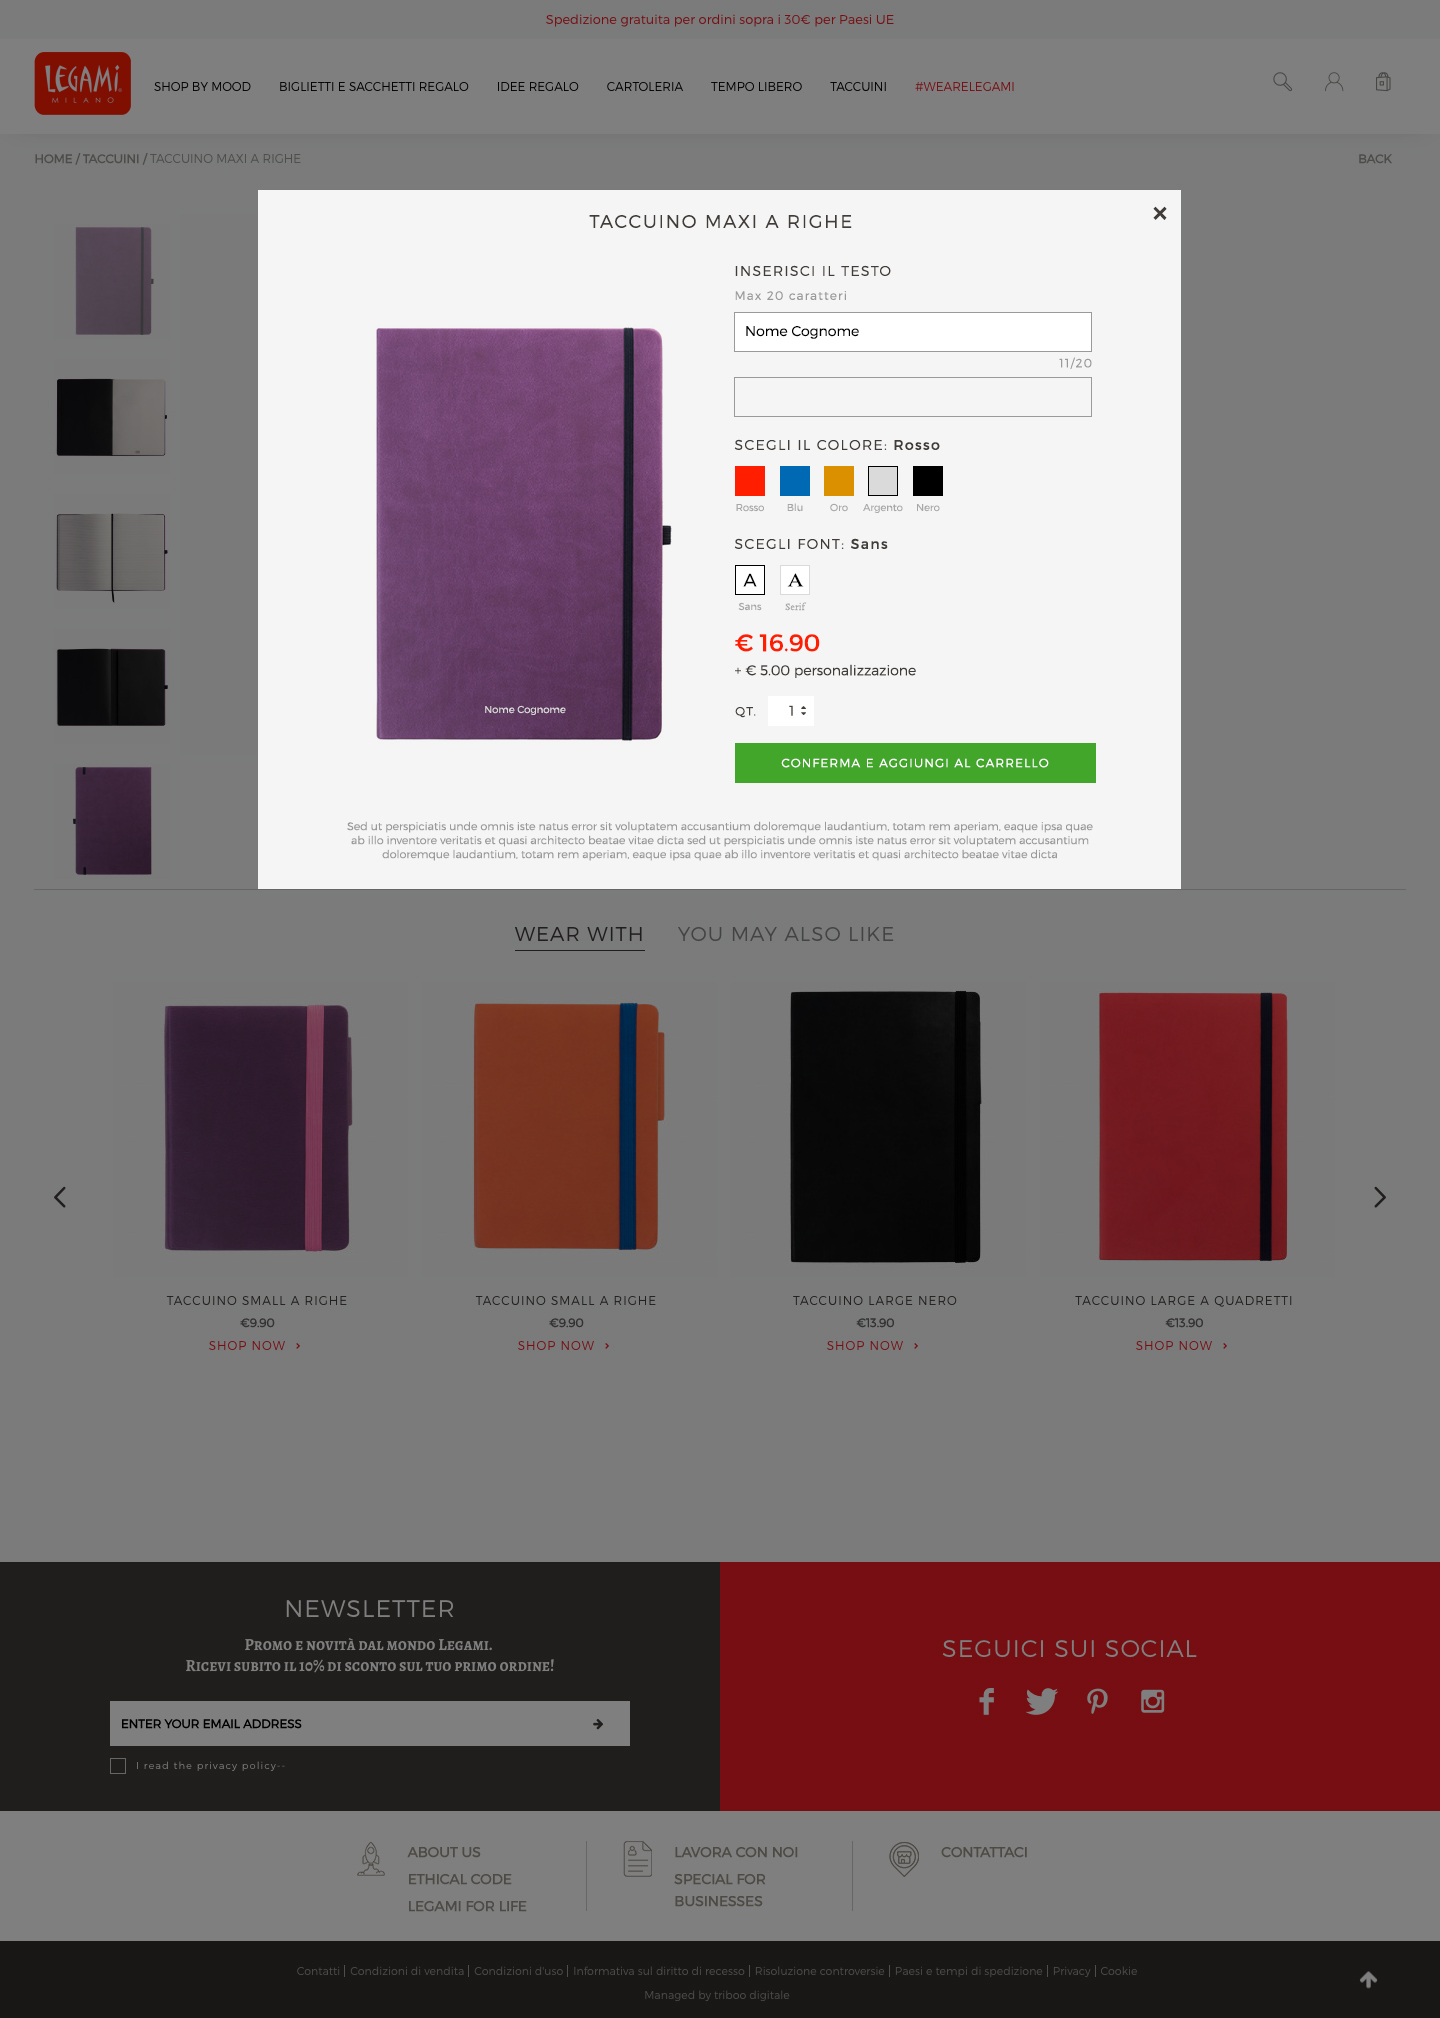 Spedizione gratuita per ordini sopra i 30€ per Paesi UE
LEGAMI
MILANO
SHOP BY MOOD BIGLIETTI E SACCHETTI REGALO IDEE REGALO CARTOLERIA TEMPO LIBERO TACCUINI #WEARELEGAMI
HOME / TACCUINI / TACCUINO MAXI A RIGHE BACK
TACCUINO MAXI A RIGHE
INSERISCI IL TESTO
Max 20 caratteri
Nome Cognome
11/20
SCEGLI IL COLORE: Rosso
Rosso Blu Oro Argento Nero
SCEGLI FONT: Sans
A A
Sans Serif
€ 16.90
+ € 5.00 personalizzazione
Nome Cognome
QT. 1
CONFERMA E AGGIUNGI AL CARRELLO
Sed ut perspiciatis unde omnis iste natus error sit voluptatem accusantium doloremque laudantium, totam rem aperiam, eaque ipsa quae
ab illo inventore veritatis et quasi architecto beatae vitae dicta sed ut perspiciatis unde omnis iste natus error sit voluptatem accusantium
doloremque laudantium, totam rem aperiam, eaque ipsa quae ab illo inventore veritatis et quasi architecto beatae vitae dicta
WEAR WITH YOU MAY ALSO LIKE
TACCUINO SMALL A RIGHE TACCUINO SMALL A RIGHE TACCUINO LARGE NERO TACCUINO LARGE A QUADRETTI
€9.90 €9.90 €13.90 €13.90
SHOP NOW › SHOP NOW › SHOP NOW › SHOP NOW ›
NEWSLETTER
Promo e novità dal mondo Legami.
Ricevi subito il 10% di sconto sul tuo primo ordine!
ENTER YOUR EMAIL ADDRESS
I read the privacy policy--
SEGUICI SUI SOCIAL
ABOUT US
ETHICAL CODE
LEGAMI FOR LIFE
LAVORA CON NOI
SPECIAL FOR
BUSINESSES
CONTATTACI
Contatti | Condizioni di vendita | Condizioni d'uso | Informativa sul diritto di recesso | Risoluzione controversie | Paesi e tempi di spedizione | Privacy | Cookie
Managed by triboo digitale